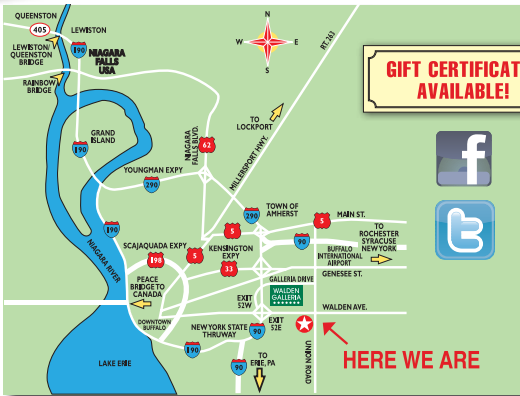 QUEENSTON
405
LEWISTON
LEWISTON/
QUEENSTON
BRIDGE
190
NIAGARA
FALLS
USA
RAINBOW
BRIDGE
N
W
E
S
RT. 263
GIFT CERTIFICAT
AVAILABLE!
TO
LOCKPORT
GRAND
ISLAND
190
NIAGARA
FALLS BLVD.
62
MILLERSPORT HWY.
YOUNGMAN EXPY
290
f
t
190
NIAGARA RIVER
290
TOWN OF
AMHERST
5
MAIN ST.
5
90
TO
ROCHESTER
SYRACUSE
NEW YORK
SCAJAQUADA EXPY
198
5
KENSINGTON
EXPY
33
BUFFALO
INTERNATIONAL
AIRPORT
GENESEE ST.
PEACE
BRIDGE TO
CANADA
GALLERIA DRIVE
WALDEN
GALLERIA
EXIT
52W
WALDEN AVE.
DOWNTOWN
BUFFALO
NEW YORK STATE
THRUWAY
90
EXIT
52E
190
LAKE ERIE
90
TO
ERIE, PA
UNION ROAD
HERE WE ARE